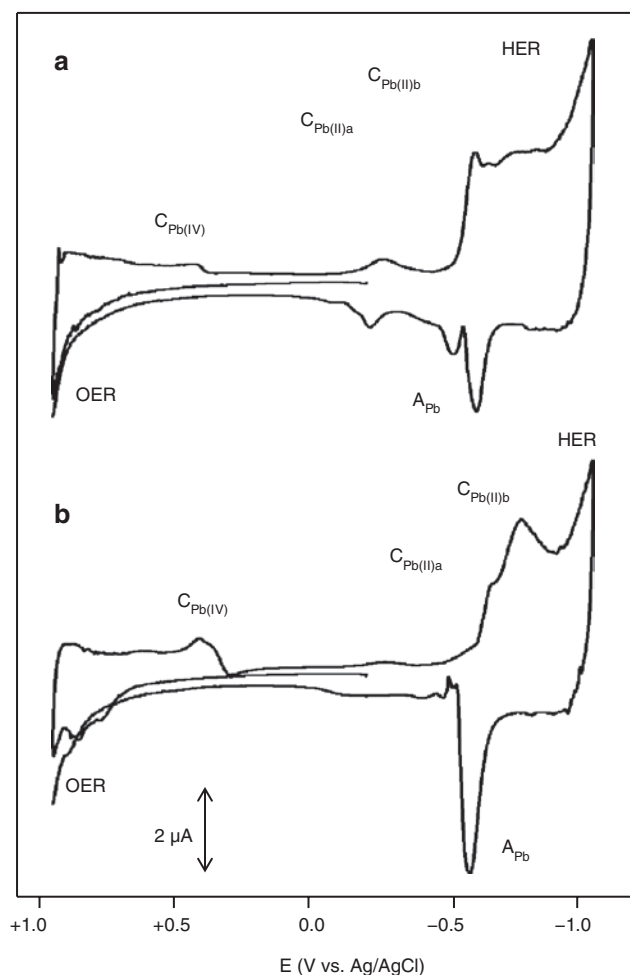 a
HER
C_Pb(II)b
C_Pb(II)a
C_Pb(IV)
OER
A_Pb
HER
b
C_Pb(II)b
C_Pb(II)a
C_Pb(IV)
OER
2 µA
A_Pb
+1.0 +0.5 0.0 −0.5 −1.0
E (V vs. Ag/AgCl)